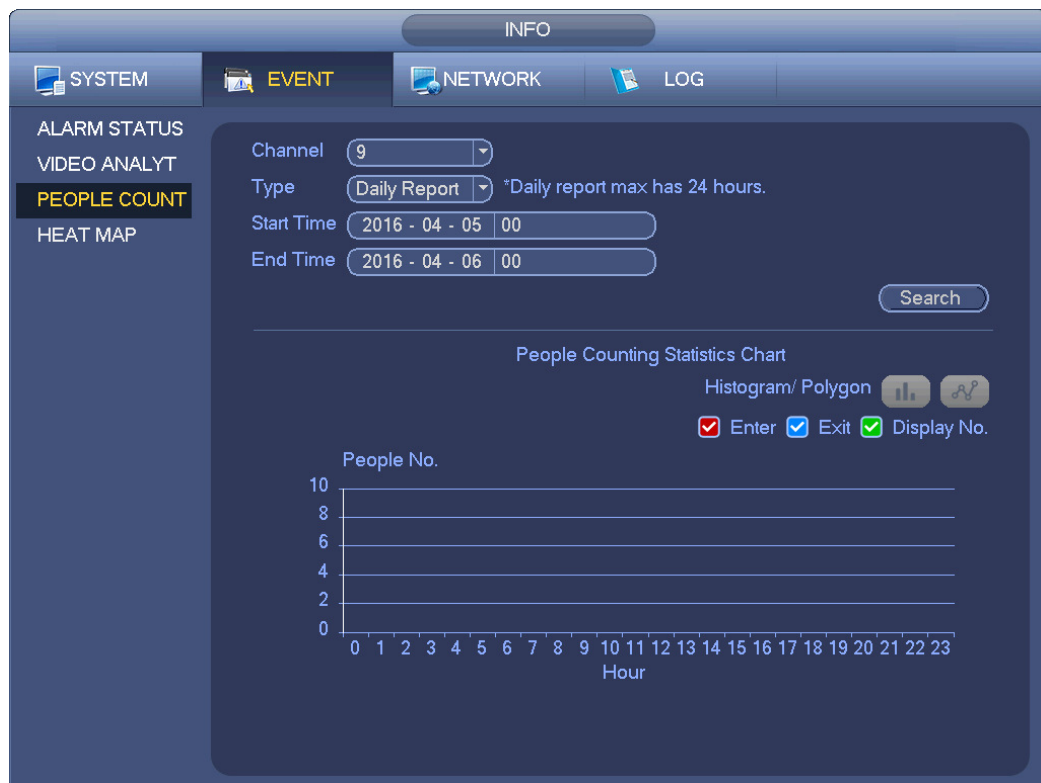 INFO
SYSTEM EVENT NETWORK LOG
ALARM STATUS
VIDEO ANALYT
PEOPLE COUNT
HEAT MAP
Channel 9
Type Daily Report *Daily report max has 24 hours.
Start Time 2016 - 04 - 05 00
End Time 2016 - 04 - 06 00
Search
People Counting Statistics Chart
Histogram/ Polygon
Enter Exit Display No.
People No.
10
8
6
4
2
0
0 1 2 3 4 5 6 7 8 9 10 11 12 13 14 15 16 17 18 19 20 21 22 23
Hour